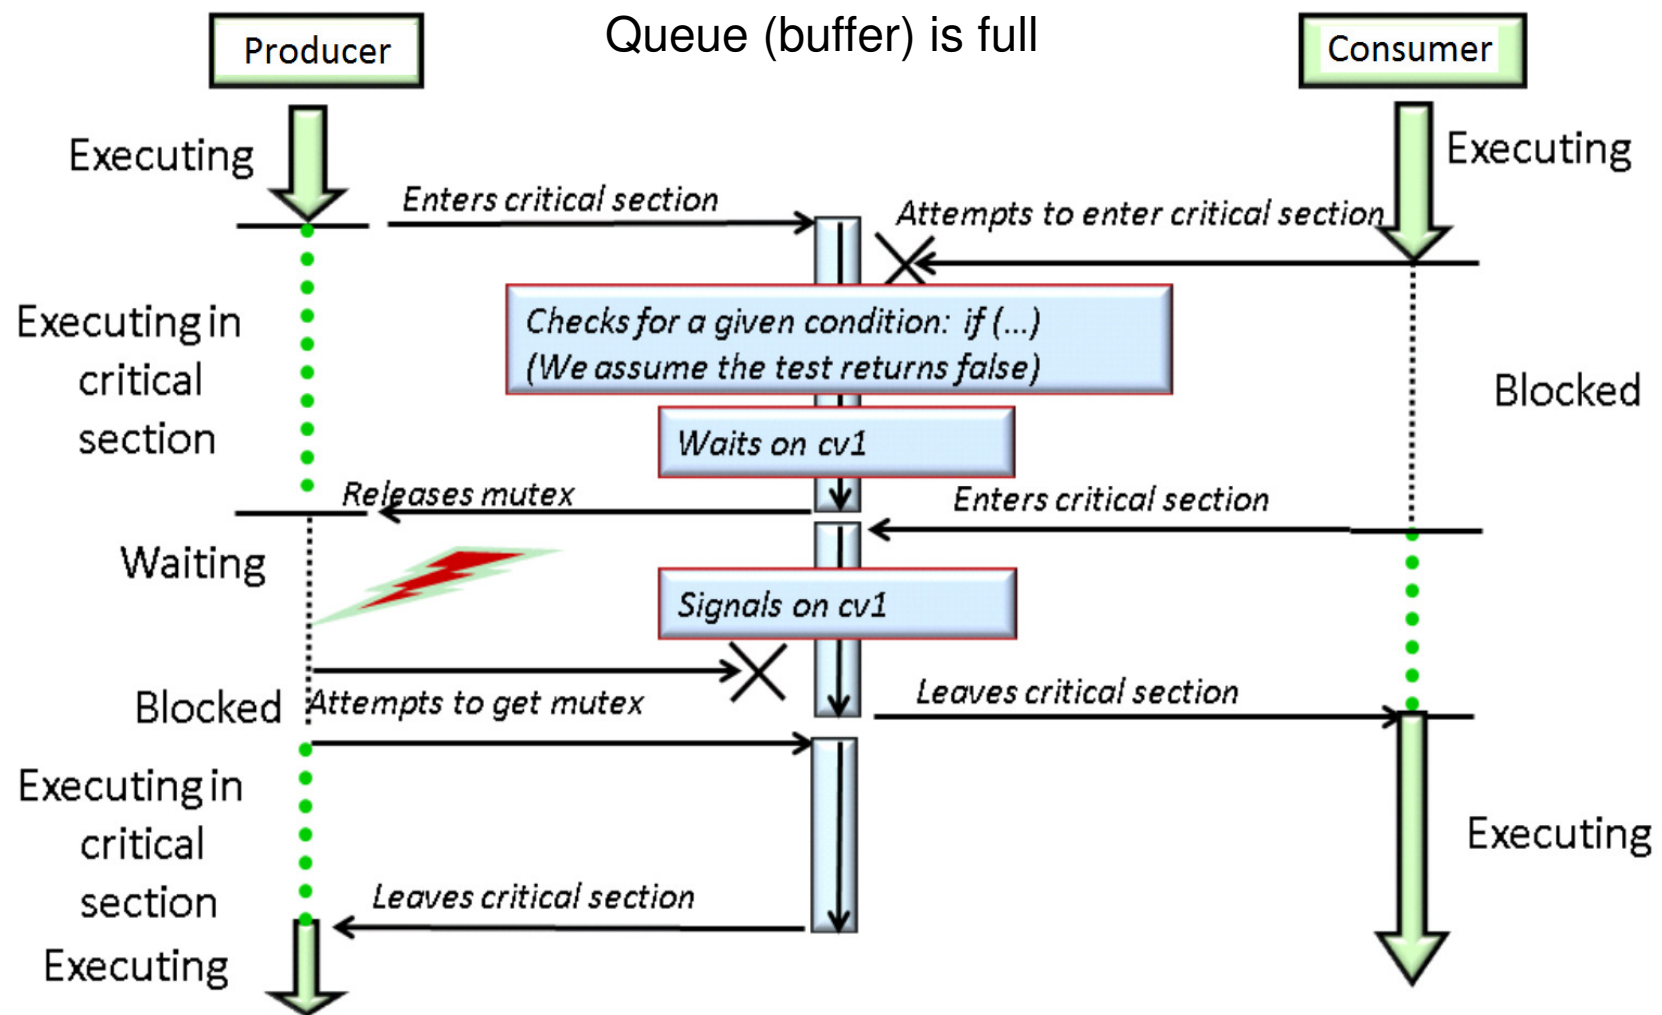 Queue (buffer) is full
Producer
Consumer
Executing
Executing
Enters critical section
Attempts to enter critical section
Executing in
critical
section
Checks for a given condition: if (...)
(We assume the test returns false)
Blocked
Waits on cv1
Releases mutex
Enters critical section
Waiting
Signals on cv1
Blocked
Attempts to get mutex
Leaves critical section
Executing in
critical
section
Executing
Leaves critical section
Executing